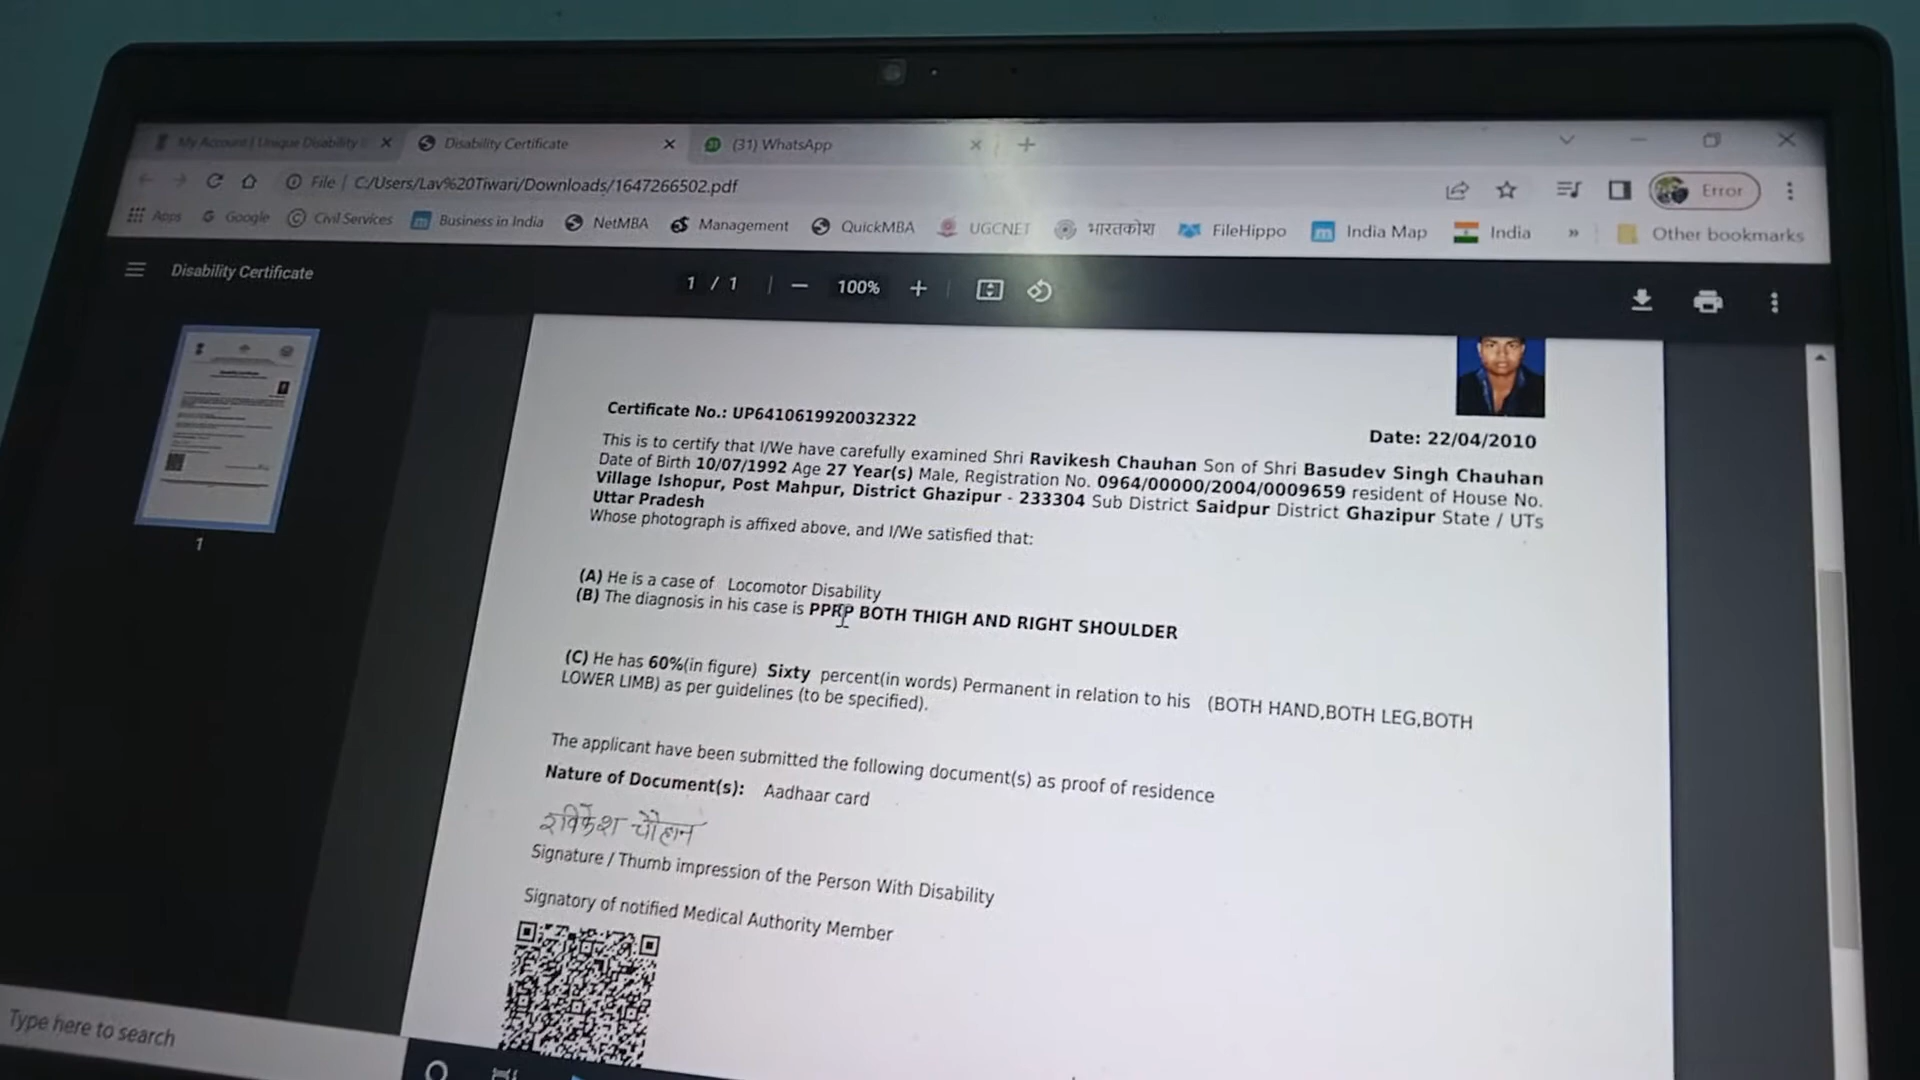 My Account | Unique Disability
Disability Certificate
(31) WhatsApp
File | C:/Users/Lav%20Tiwari/Downloads/1647266502.pdf
Error
Apps Google Civil Services Business in India NetMBA Management QuickMBA UGCNET भारतकोश FileHippo India Map India » Other bookmarks
Disability Certificate
1 / 1 | — 100% +
Certificate No.: UP6410619920032322
Date: 22/04/2010
This is to certify that I/We have carefully examined Shri Ravikesh Chauhan Son of Shri Basudev Singh Chauhan
Date of Birth 10/07/1992 Age 27 Year(s) Male, Registration No. 0964/00000/2004/0009659 resident of House No.
Village Ishopur, Post Mahpur, District Ghazipur - 233304 Sub District Saidpur District Ghazipur State / UTs
Uttar Pradesh
Whose photograph is affixed above, and I/We satisfied that:
(A) He is a case of Locomotor Disability
(B) The diagnosis in his case is PPRP BOTH THIGH AND RIGHT SHOULDER
(C) He has 60%(in figure) Sixty percent(in words) Permanent in relation to his (BOTH HAND,BOTH LEG,BOTH
LOWER LIMB) as per guidelines (to be specified).
The applicant have been submitted the following document(s) as proof of residence
Nature of Document(s): Aadhaar card
रविकेश चौहान
Signature / Thumb impression of the Person With Disability
Signatory of notified Medical Authority Member
1
Type here to search